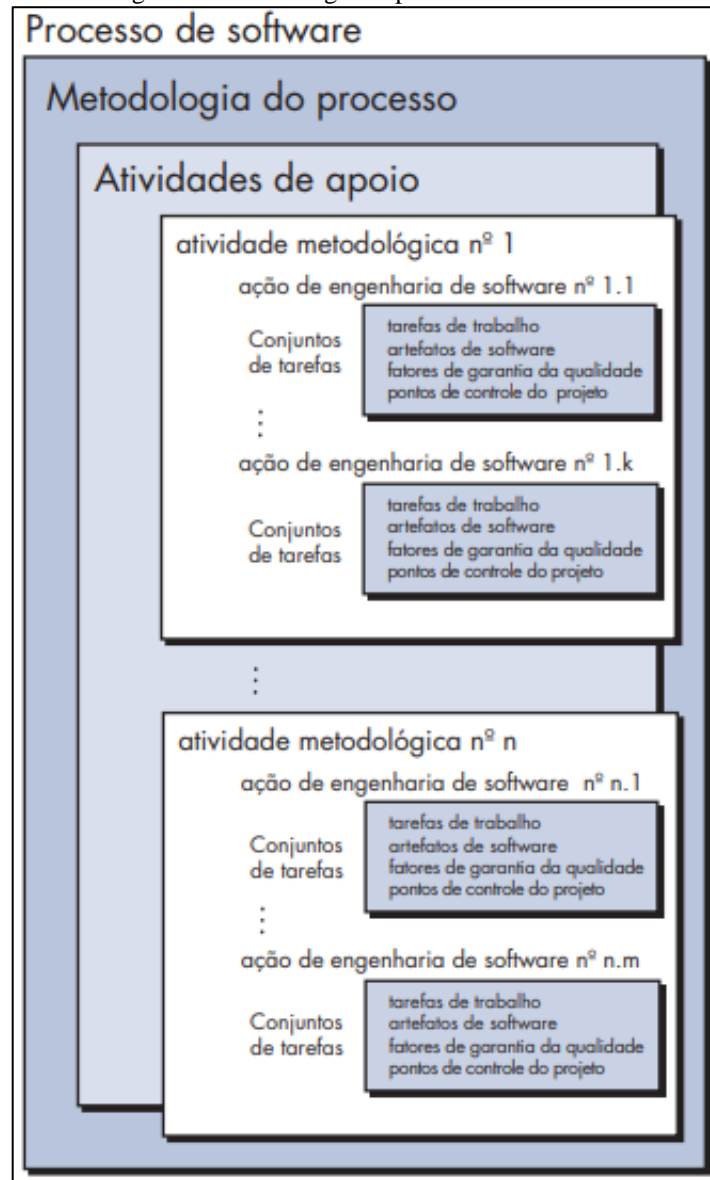 Processo de software
Metodologia do processo
Atividades de apoio
atividade metodológica nº 1
ação de engenharia de software nº 1.1
Conjuntos
de tarefas
tarefas de trabalho
artefatos de software
fatores de garantia da qualidade
pontos de controle do projeto
ação de engenharia de software nº 1.k
Conjuntos
de tarefas
tarefas de trabalho
artefatos de software
fatores de garantia da qualidade
pontos de controle do projeto
atividade metodológica nº n
ação de engenharia de software nº n.1
Conjuntos
de tarefas
tarefas de trabalho
artefatos de software
fatores de garantia da qualidade
pontos de controle do projeto
ação de engenharia de software nº n.m
Conjuntos
de tarefas
tarefas de trabalho
artefatos de software
fatores de garantia da qualidade
pontos de controle do projeto